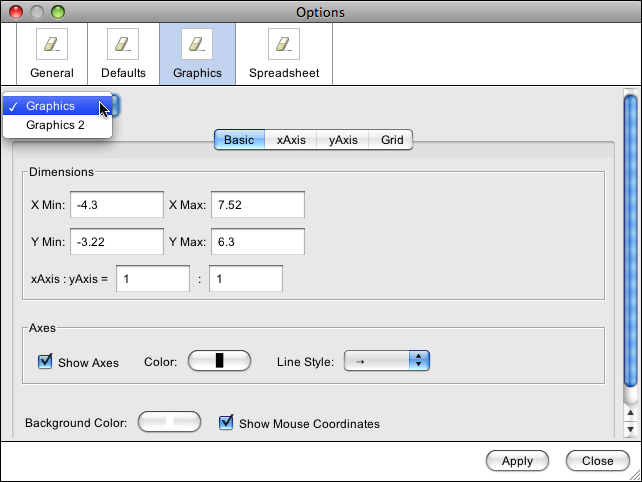 Options
General Defaults Graphics Spreadsheet
✓ Graphics
Graphics 2
Basic xAxis yAxis Grid
Dimensions
X Min: -4.3 X Max: 7.52
Y Min: -3.22 Y Max: 6.3
xAxis : yAxis = 1 : 1
Axes
Show Axes Color: Line Style: →
Background Color: Show Mouse Coordinates
Apply Close